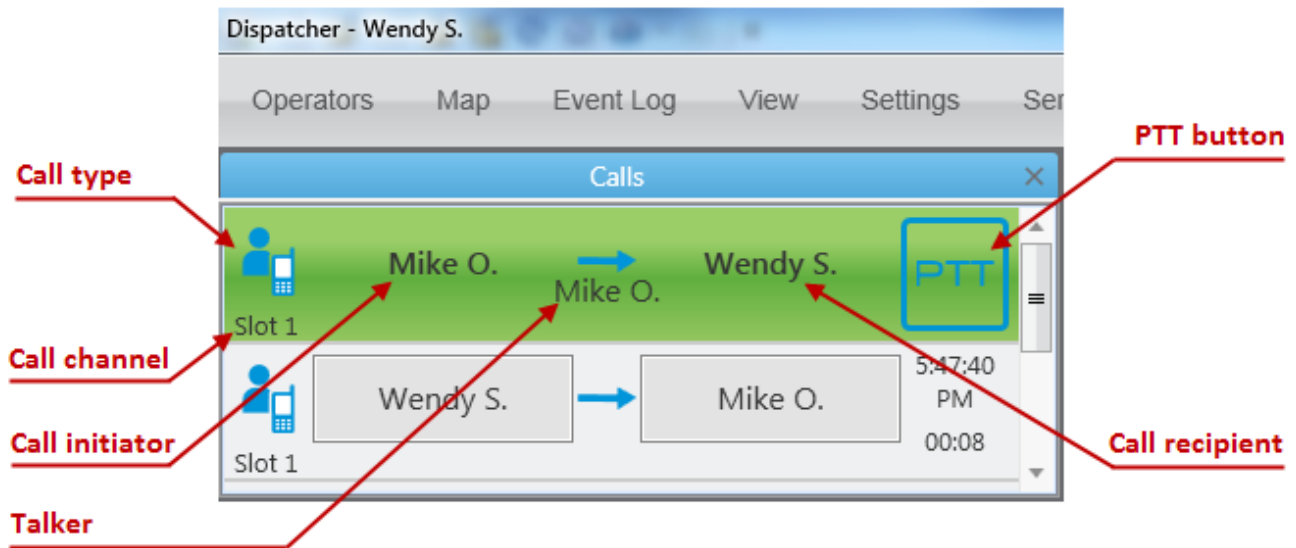 Dispatcher - Wendy S.
Operators Map Event Log View Settings Ser
PTT button
Call type
Calls
Mike O. Wendy S. PTT
Mike O.
Slot 1
Call channel
5:47:40
Wendy S. Mike O. PM
00:08
Call initiator
Call recipient
Slot 1
Talker